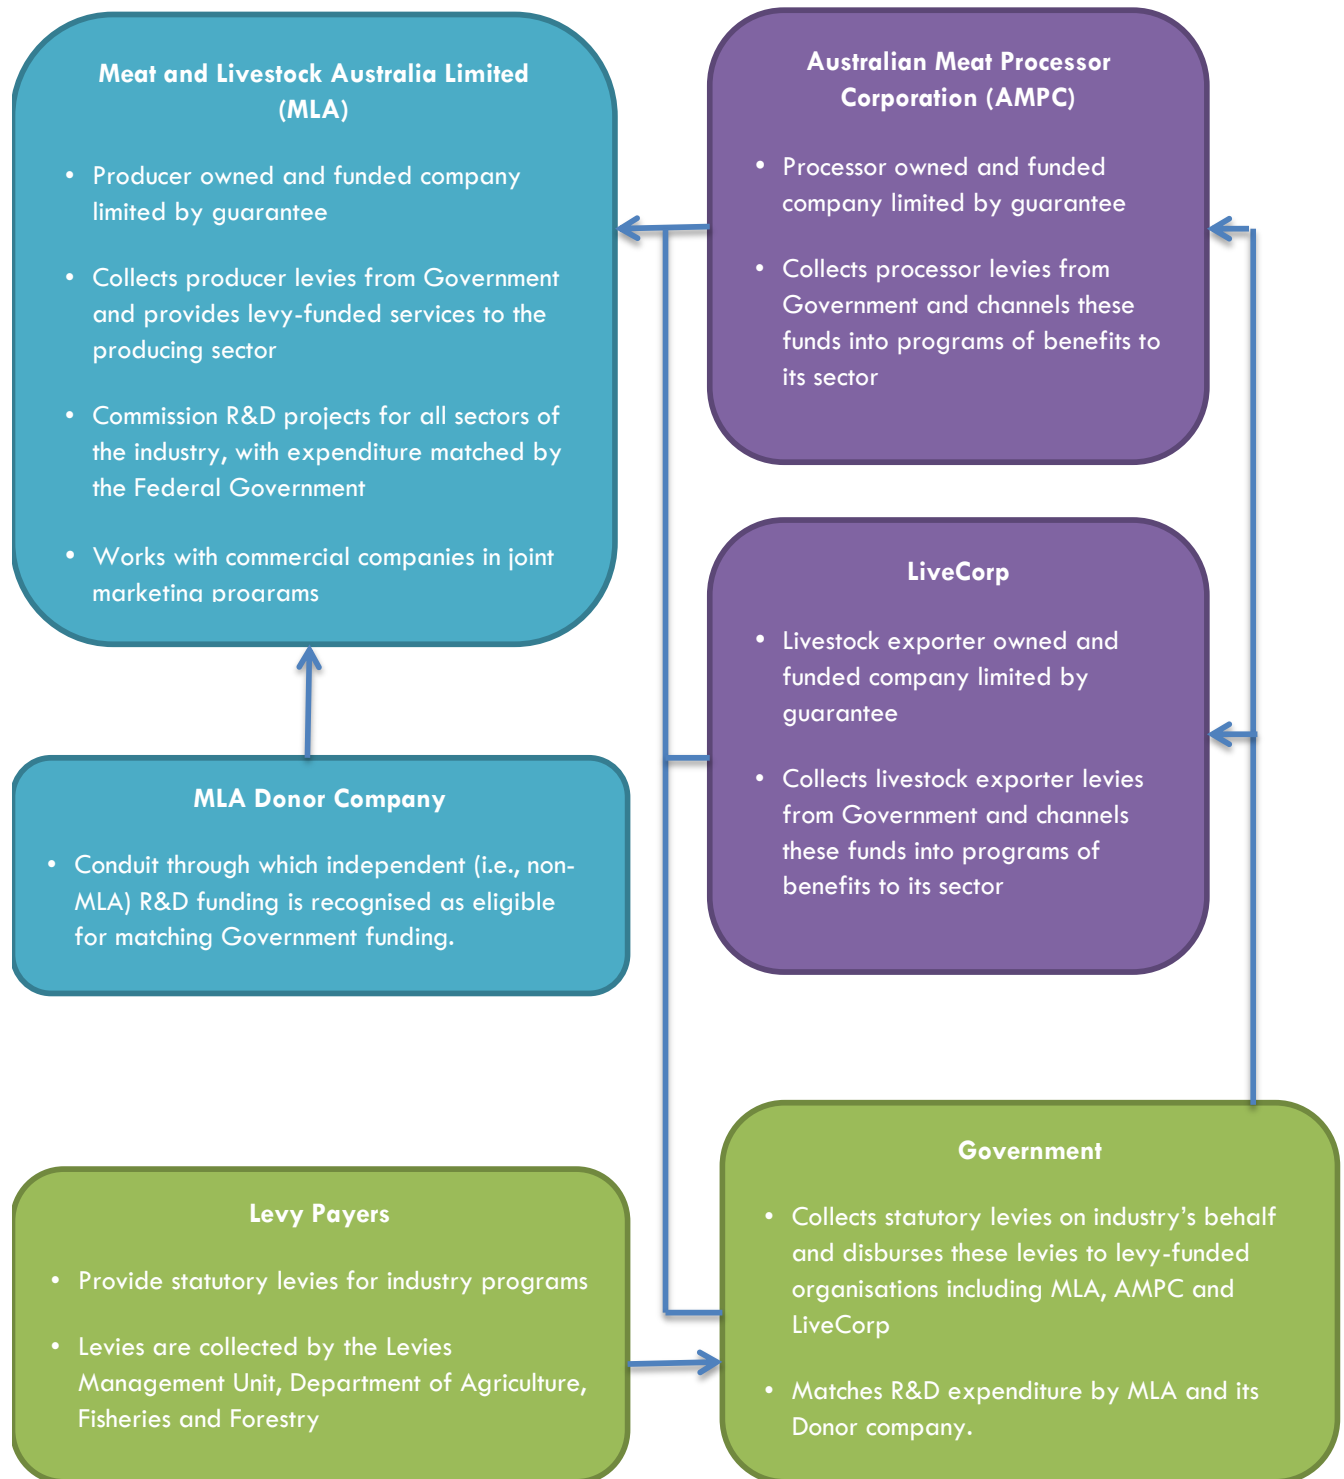 Meat and Livestock Australia Limited
(MLA)
• Producer owned and funded company
limited by guarantee
• Collects producer levies from Government
and provides levy-funded services to the
producing sector
• Commission R&D projects for all sectors of
the industry, with expenditure matched by
the Federal Government
• Works with commercial companies in joint
marketing programs
Australian Meat Processor
Corporation (AMPC)
• Processor owned and funded
company limited by guarantee
• Collects processor levies from
Government and channels these
funds into programs of benefits to
its sector
LiveCorp
• Livestock exporter owned and
funded company limited by
guarantee
• Collects livestock exporter levies
from Government and channels
these funds into programs of
benefits to its sector
MLA Donor Company
• Conduit through which independent (i.e., non-
MLA) R&D funding is recognised as eligible
for matching Government funding.
Levy Payers
• Provide statutory levies for industry programs
• Levies are collected by the Levies
Management Unit, Department of Agriculture,
Fisheries and Forestry
Government
• Collects statutory levies on industry’s behalf
and disburses these levies to levy-funded
organisations including MLA, AMPC and
LiveCorp
• Matches R&D expenditure by MLA and its
Donor company.